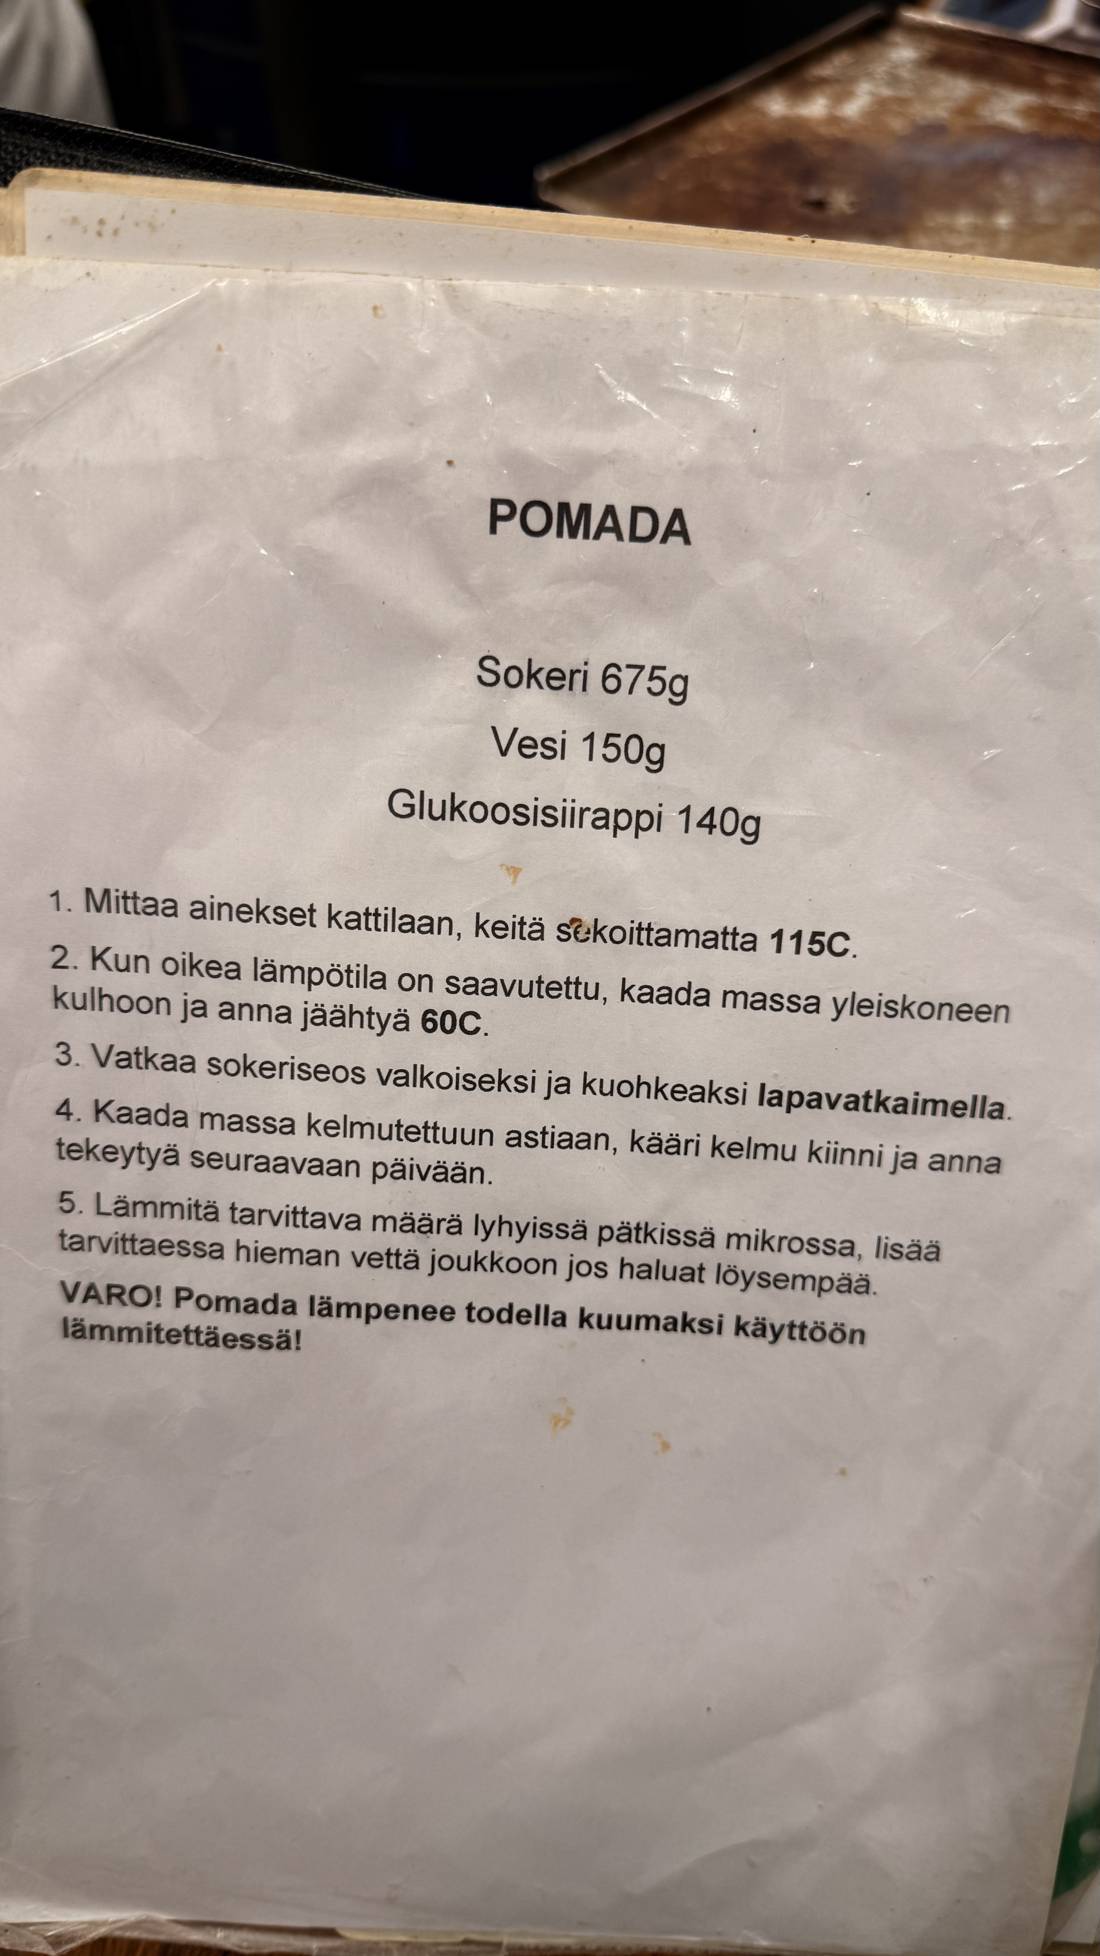 POMADA
Sokeri 675g
Vesi 150g
Glukoosisiirappi 140g
1. Mittaa ainekset kattilaan, keitä sekoittamatta 115C.
2. Kun oikea lämpötila on saavutettu, kaada massa yleiskoneen
kulhoon ja anna jäähtyä 60C.
3. Vatkaa sokeriseos valkoiseksi ja kuohkeaksi lapavatkaimella.
4. Kaada massa kelmutettuun astiaan, kääri kelmu kiinni ja anna
tekeytyä seuraavaan päivään.
5. Lämmitä tarvittava määrä lyhyissä pätkissä mikrossa, lisää
tarvittaessa hieman vettä joukkoon jos haluat löysempää.
VARO! Pomada lämpenee todella kuumaksi käyttöön
lämmitettäessä!